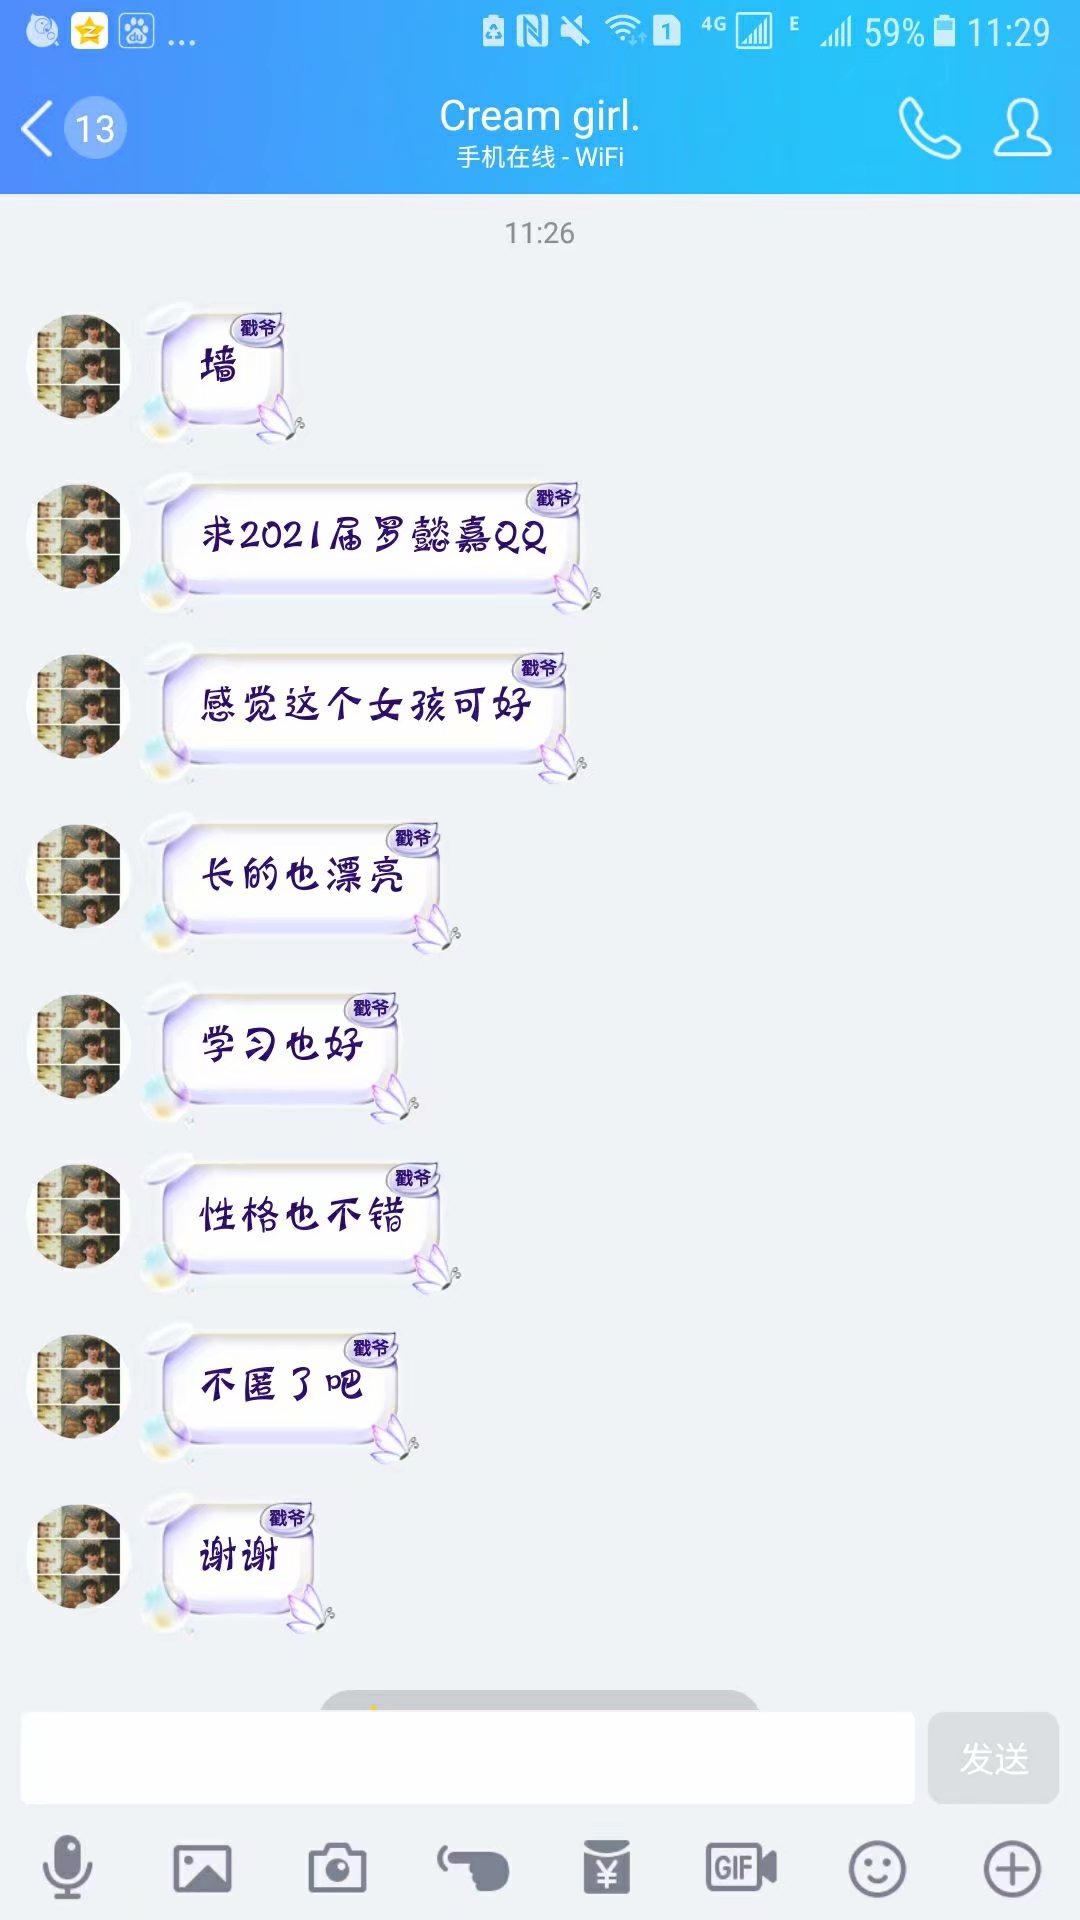 ... 1 4G E 59% 11:29
13
Cream girl.
手机在线 - WiFi
11:26
戳爷
墙
戳爷
求2021届罗懿嘉QQ
戳爷
感觉这个女孩可好
戳爷
长的也漂亮
戳爷
学习也好
戳爷
性格也不错
戳爷
不匿了吧
戳爷
谢谢
发送
¥ GIF